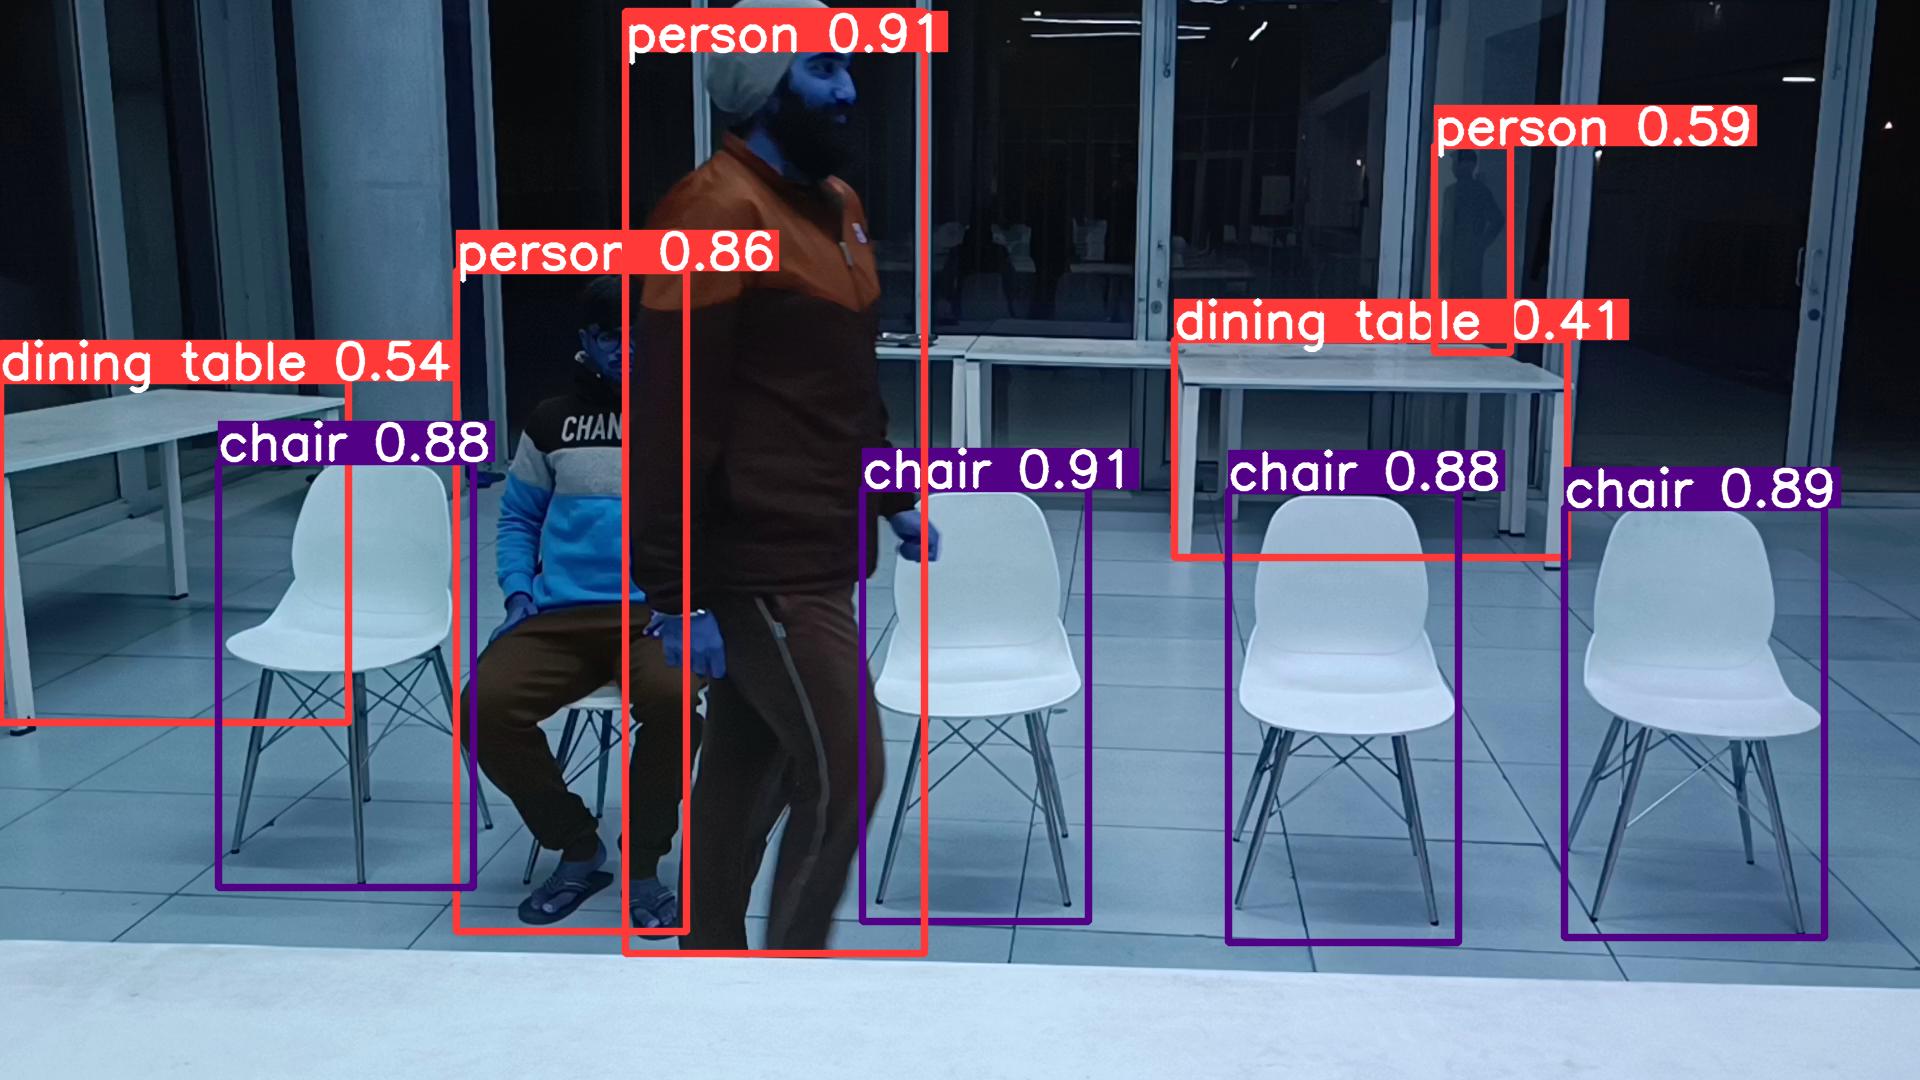 person 0.91
person 0.59
person 0.86
dining table 0.41
dining table 0.54
chair 0.88
chair 0.91
chair 0.88
chair 0.89
CHAN